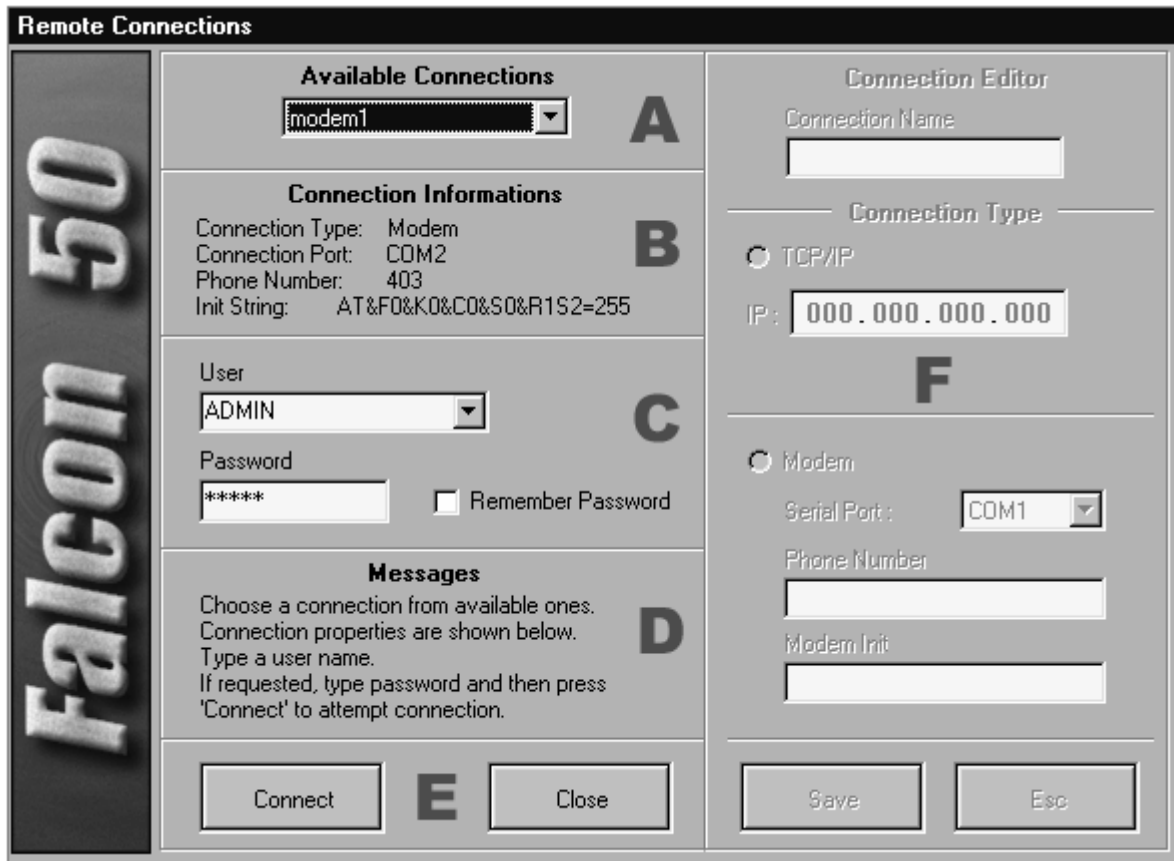 Remote Connections
Falcon 50
Available Connections
modem1
A
Connection Informations
Connection Type: Modem
Connection Port: COM2
Phone Number: 403
Init String: AT&F0&K0&C0&S0&R1S2=255
B
User
ADMIN
C
Password
*****
Remember Password
Messages
Choose a connection from available ones.
Connection properties are shown below.
Type a user name.
If requested, type password and then press
'Connect' to attempt connection.
D
Connect
E
Close
Connection Editor
Connection Name
Connection Type
TCP/IP
IP : 000.000.000.000
F
Modem
Serial Port : COM1
Phone Number
Modem Init
Save
Esc